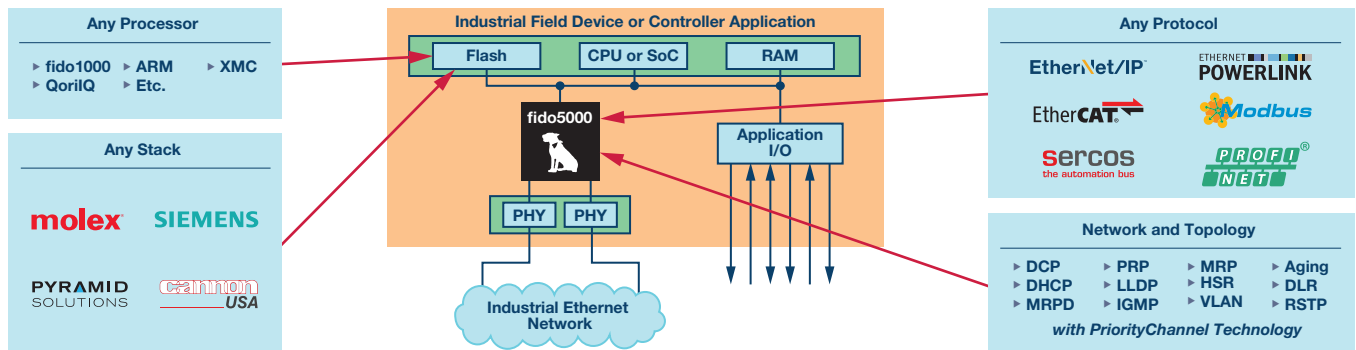 Any Processor
fido1000
ARM
XMC
QorilQ
Etc.
Any Stack
molex®
SIEMENS
PYRAMID
SOLUTIONS
cannon
USA
Industrial Field Device or Controller Application
Flash
CPU or SoC
RAM
fido5000
Application
I/O
PHY
PHY
Industrial Ethernet
Network
Any Protocol
EtherNet/IP™
ETHERNET
POWERLINK
EtherCAT®
Modbus
sercos
the automation bus
PROFI
NET®
Network and Topology
DCP
PRP
MRP
Aging
DHCP
LLDP
HSR
DLR
MRPD
IGMP
VLAN
RSTP
with PriorityChannel Technology